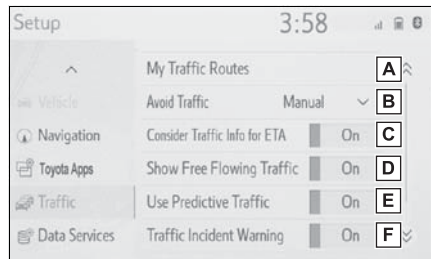 Setup 3:58
My Traffic Routes A
Vehicle Avoid Traffic Manual B
Navigation Consider Traffic Info for ETA On C
Toyota Apps Show Free Flowing Traffic On D
Traffic Use Predictive Traffic On E
Data Services Traffic Incident Warning On F